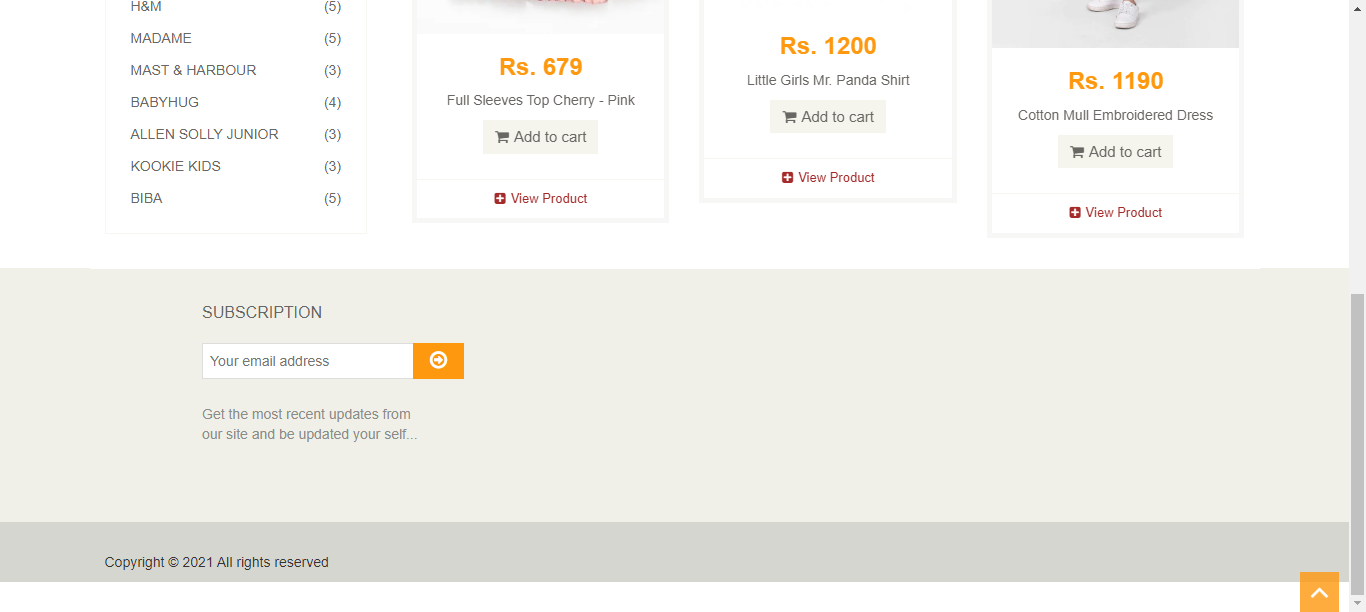 H&M (5)
MADAME (5)
MAST & HARBOUR (3)
BABYHUG (4)
ALLEN SOLLY JUNIOR (3)
KOOKIE KIDS (3)
BIBA (5)
Rs. 679
Full Sleeves Top Cherry - Pink
Add to cart
View Product
Rs. 1200
Little Girls Mr. Panda Shirt
Add to cart
View Product
Rs. 1190
Cotton Mull Embroidered Dress
Add to cart
View Product
SUBSCRIPTION
Your email address
Get the most recent updates from
our site and be updated your self...
Copyright © 2021 All rights reserved